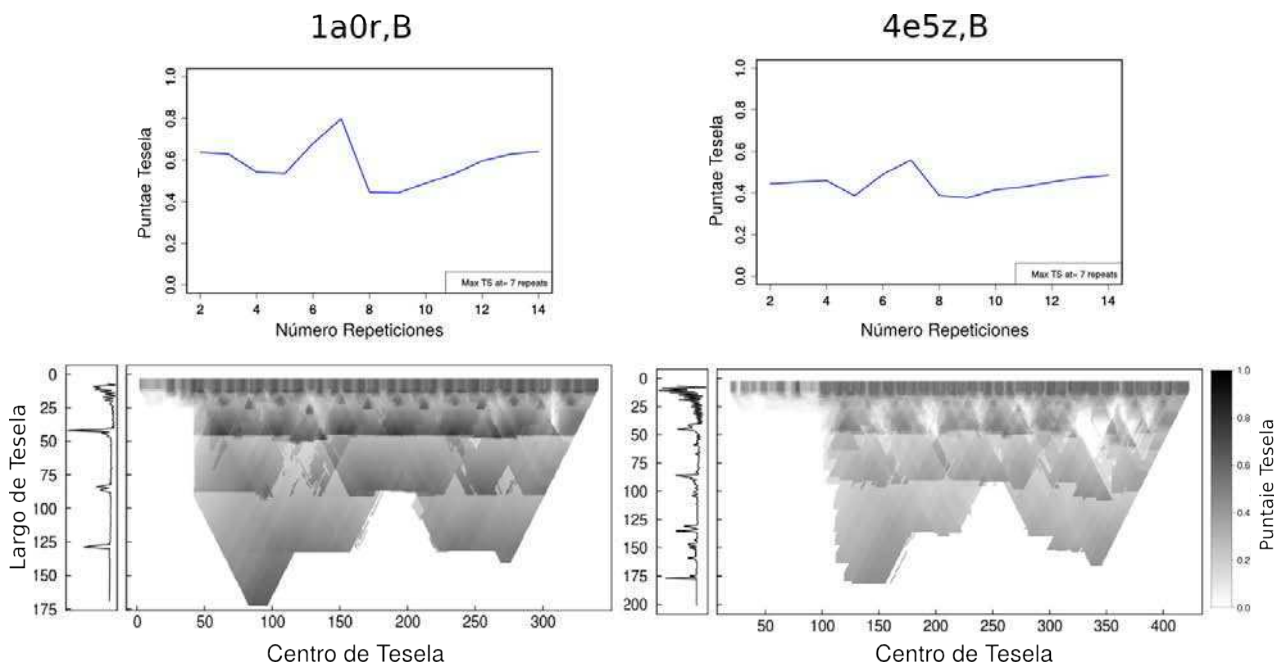 1a0r,B
4e5z,B
Puntae Tesela
0.0 0.2 0.4 0.6 0.8 1.0
Max TS at= 7 repeats
2 4 6 8 10 12 14
Número Repeticiones
Puntae Tesela
0.0 0.2 0.4 0.6 0.8 1.0
Max TS at= 7 repeats
2 4 6 8 10 12 14
Número Repeticiones
Largo de Tesela
0
25
50
75
100
125
150
175
0 50 100 150 200 250 300
Centro de Tesela
0
25
50
75
100
125
150
175
200
50 100 150 200 250 300 350 400
Centro de Tesela
1.0
0.8
0.6
0.4
0.2
0.0
Puntaie Tesela